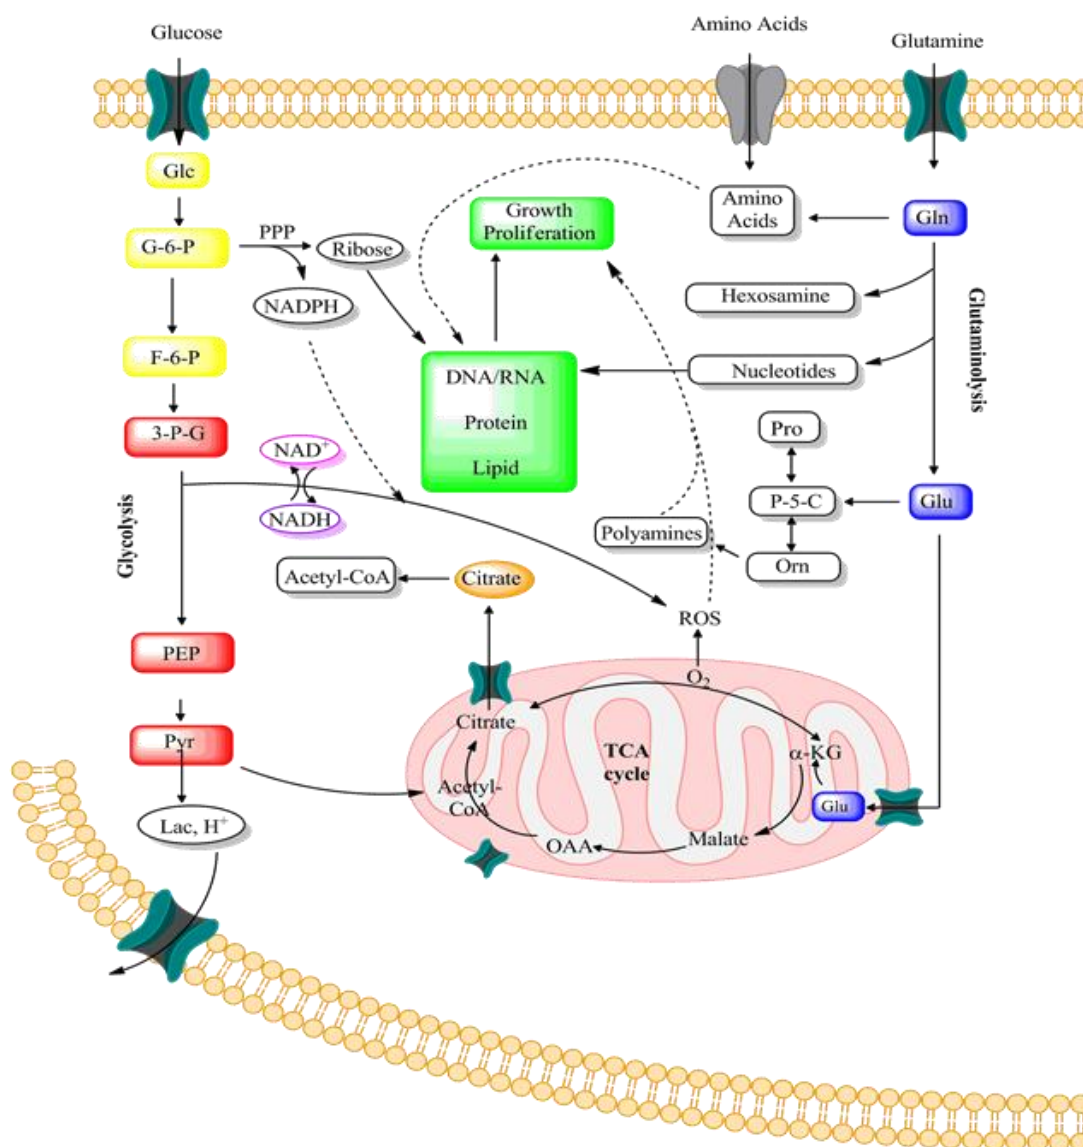 Glucose
Amino Acids
Glutamine
Glc
Amino
Acids
Gln
Growth
Proliferation
G-6-P
PPP
Ribose
NADPH
Hexosamine
Glutaminolysis
F-6-P
DNA/RNA
Protein
Lipid
Nucleotides
3-P-G
NAD+
NADH
Pro
P-5-C
Glu
Polyamines
Orn
Glycolysis
Acetyl-CoA
Citrate
ROS
PEP
O2
Citrate
TCA
cycle
α-KG
Pyr
Acetyl-
CoA
Glu
Lac, H+
OAA
Malate